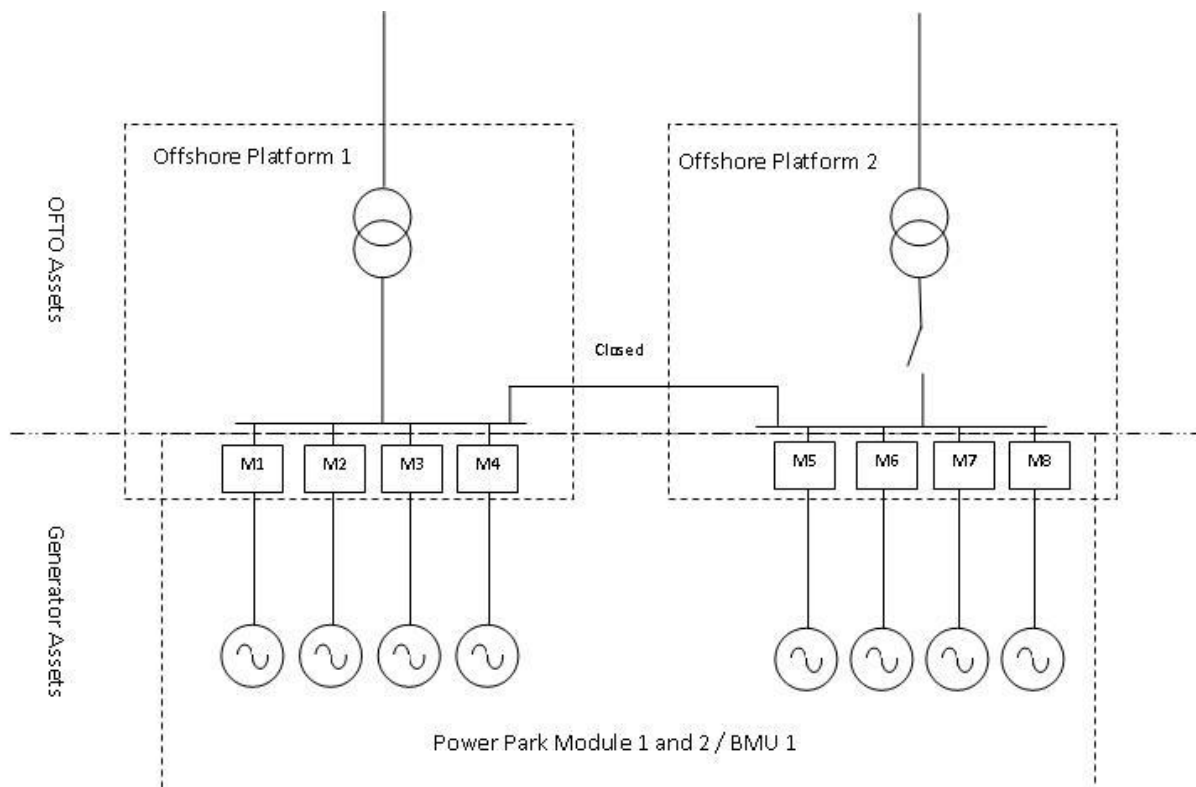 Offshore Platform 1
Offshore Platform 2
OFTO Assets
Closed
M1
M2
M3
M4
M5
M6
M7
M8
Generator Assets
Power Park Module 1 and 2 / BMU 1